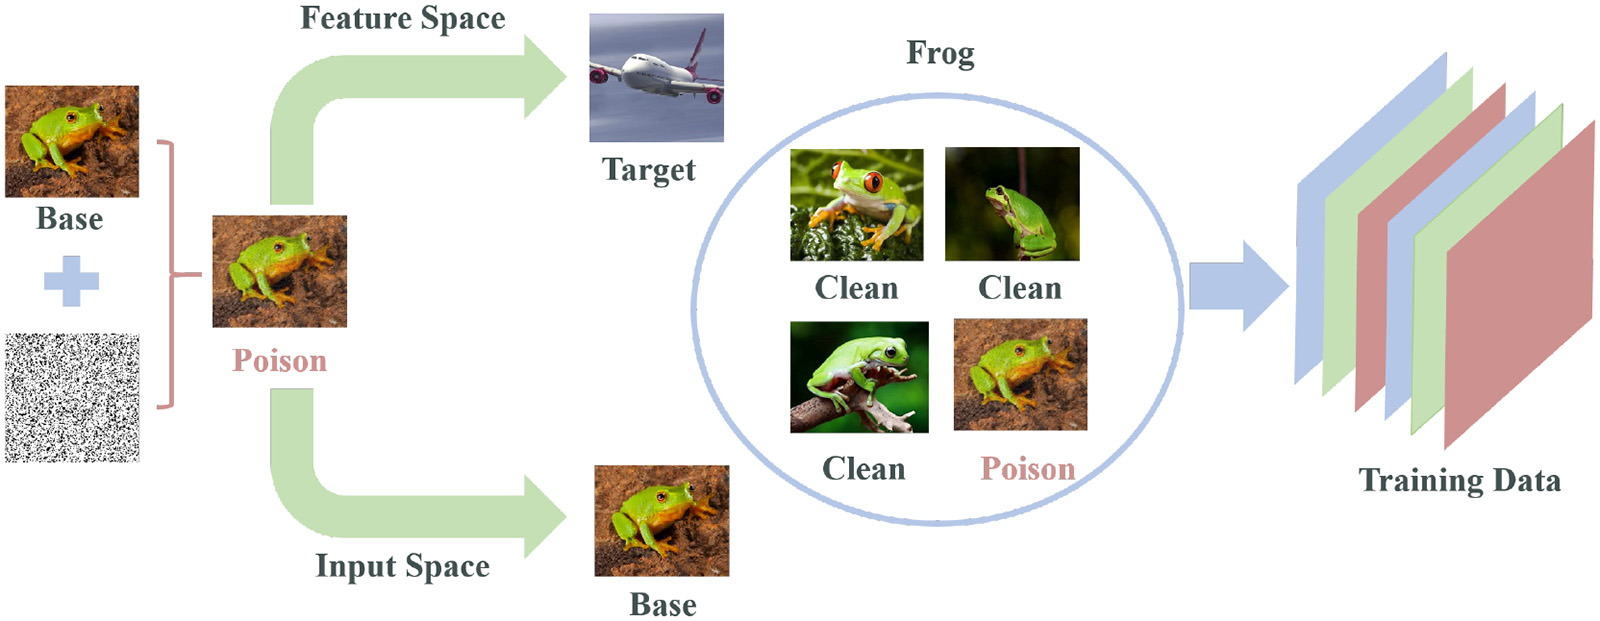 Feature Space
Base
Poison
Input Space
Target
Base
Frog
Clean
Clean
Clean
Poison
Training Data